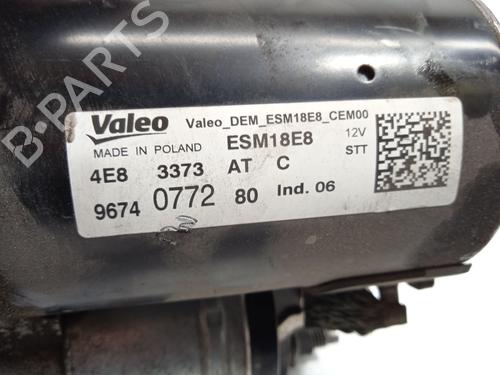 Valeo Valeo_DEM_ESM18E8_CEM00
MADE IN POLAND ESM18E8 12V
4E8 3373 AT C STT
9674 0772 80 Ind. 06
B-PARTS